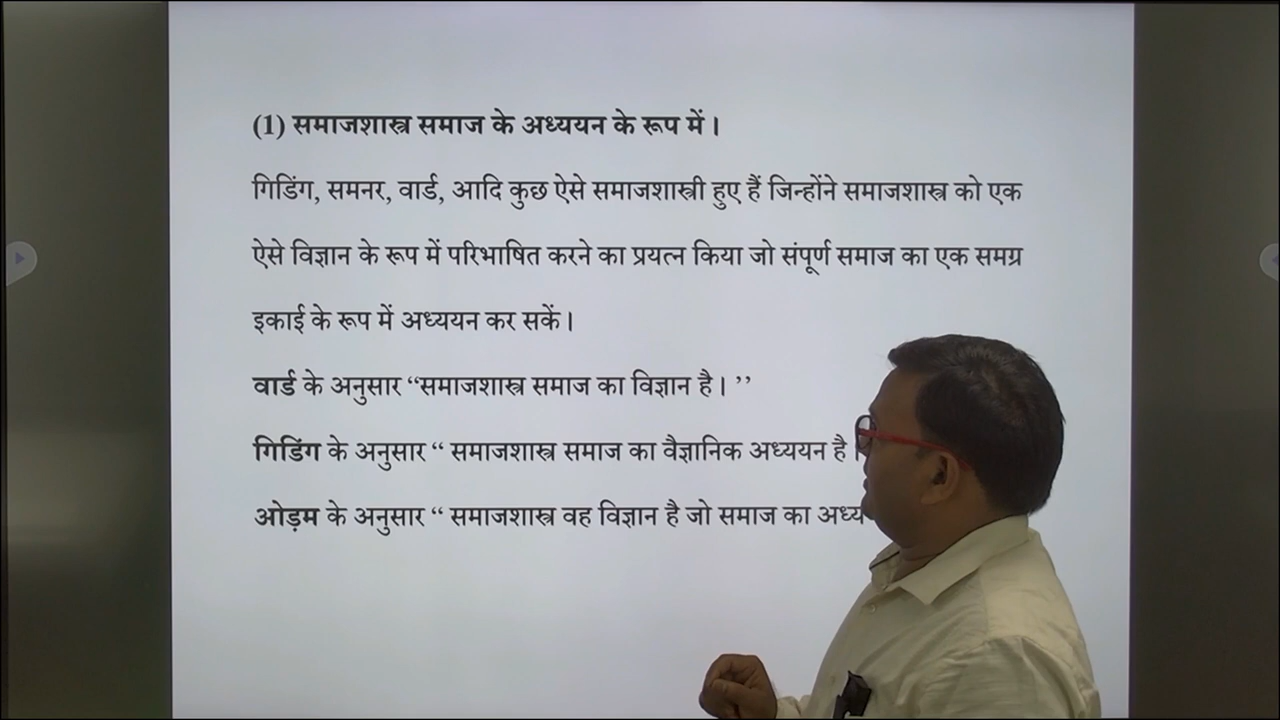 (1) समाजशास्त्र समाज के अध्ययन के रूप में।
गिडिंग, समनर, वार्ड, आदि कुछ ऐसे समाजशास्त्री हुए हैं जिन्होंने समाजशास्त्र को एक
ऐसे विज्ञान के रूप में परिभाषित करने का प्रयत्न किया जो संपूर्ण समाज का एक समग्र
इकाई के रूप में अध्ययन कर सकें।
वार्ड के अनुसार “समाजशास्त्र समाज का विज्ञान है। ’’
गिडिंग के अनुसार “ समाजशास्त्र समाज का वैज्ञानिक अध्ययन है
ओड़म के अनुसार “ समाजशास्त्र वह विज्ञान है जो समाज का